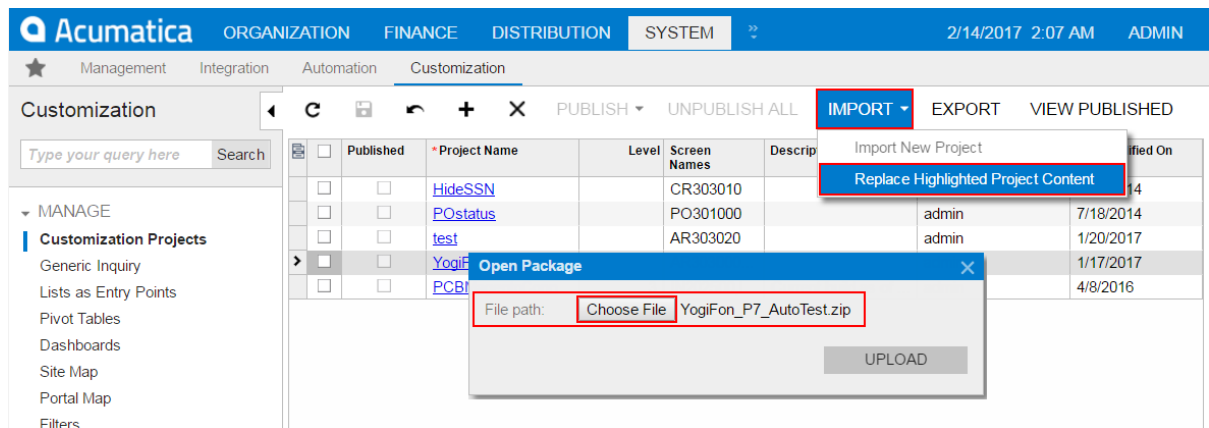 Acumatica ORGANIZATION FINANCE DISTRIBUTION SYSTEM 2/14/2017 2:07 AM ADMIN
Management Integration Automation Customization
Customization PUBLISH UNPUBLISH ALL IMPORT EXPORT VIEW PUBLISHED
Import New Project
Replace Highlighted Project Content
Type your query here Search
Published *Project Name Level Screen Names
HideSSN CR303010
MANAGE POstatus PO301000 admin 7/18/2014
Customization Projects test AR303020 admin 1/20/2017
Generic Inquiry 1/17/2017
Lists as Entry Points 4/8/2016
Open Package
File path: Choose File YogiFon_P7_AutoTest.zip
UPLOAD
Pivot Tables
Dashboards
Site Map
Portal Map
Filters